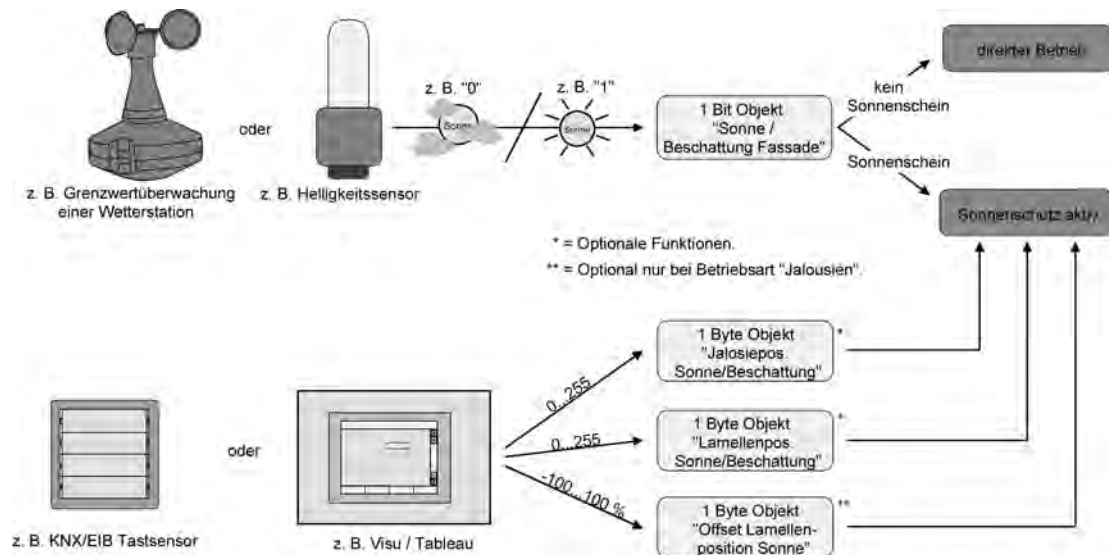 direkter Betrieb
z. B. "0"
z. B. "1"
kein
Sonnenschein
1 Bit Objekt
"Sonne /
Beschattung Fassade"
oder
Sonne
Sonne
Sonnenschein
z. B. Grenzwertüberwachung
einer Wetterstation
z. B. Helligkeitssensor
Sonnenschutz aktiv
* = Optionale Funktionen.
** = Optional nur bei Betriebsart "Jalousien".
1 Byte Objekt
"Jalosiepos.
Sonne/Beschattung"
*
0...255
1 Byte Objekt
"Lamellenpos.
Sonne/Beschattung"
*
oder
0...255
-100...100 %
1 Byte Objekt
"Offset Lamellen-
position Sonne"
**
z. B. KNX/EIB Tastsensor
z. B. Visu / Tableau